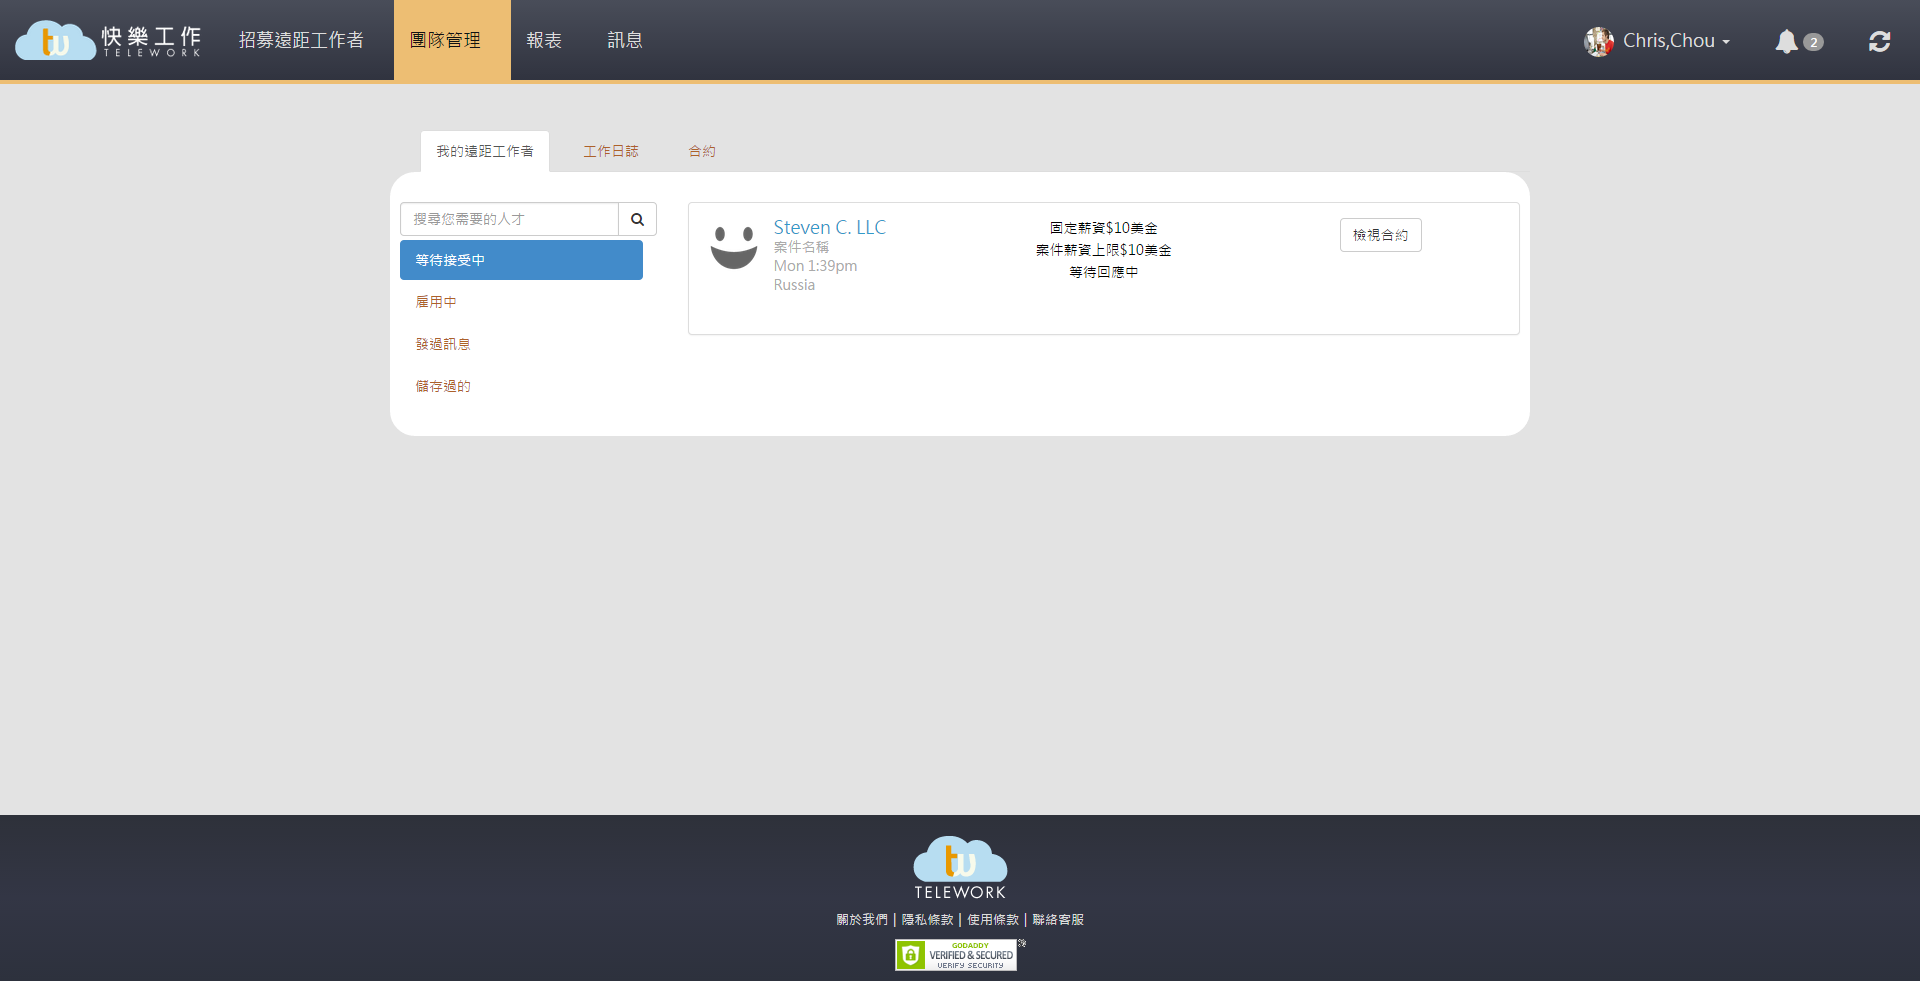 tw 快樂工作
TELEWORK
招募遠距工作者
團隊管理
報表
訊息
Chris,Chou
2
我的遠距工作者
工作日誌
合約
搜尋您需要的人才
等待接受中
雇用中
發過訊息
儲存過的
Steven C. LLC
案件名稱
Mon 1:39pm
Russia
固定薪資$10美金
案件薪資上限$10美金
等待回應中
檢視合約
tw
TELEWORK
關於我們 | 隱私條款 | 使用條款 | 聯絡客服
GODADDY
VERIFIED & SECURED
VERIFY SECURITY